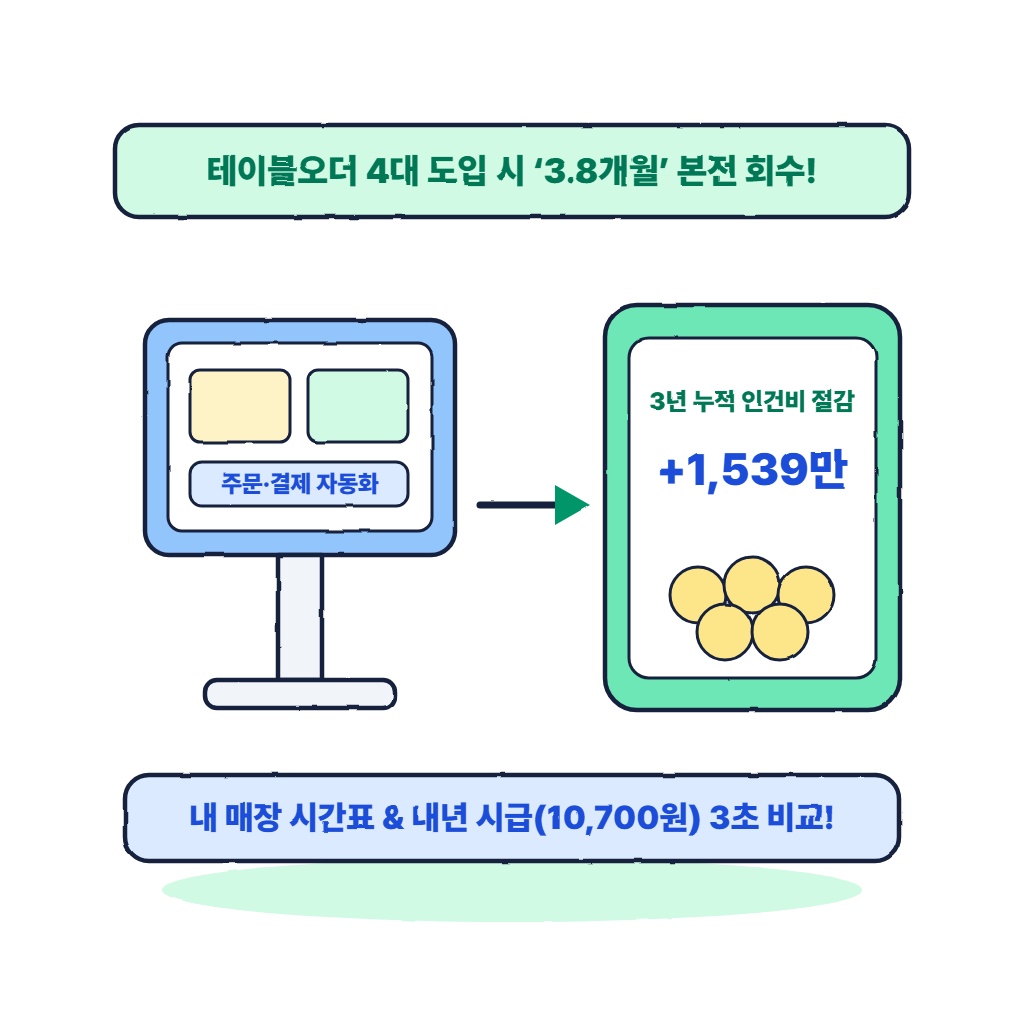 테이블오더 4대 도입 시 ‘3.8개월’ 본전 회수!
주문·결제 자동화
3년 누적 인건비 절감
+1,539만
내 매장 시간표 & 내년 시급(10,700원) 3초 비교!